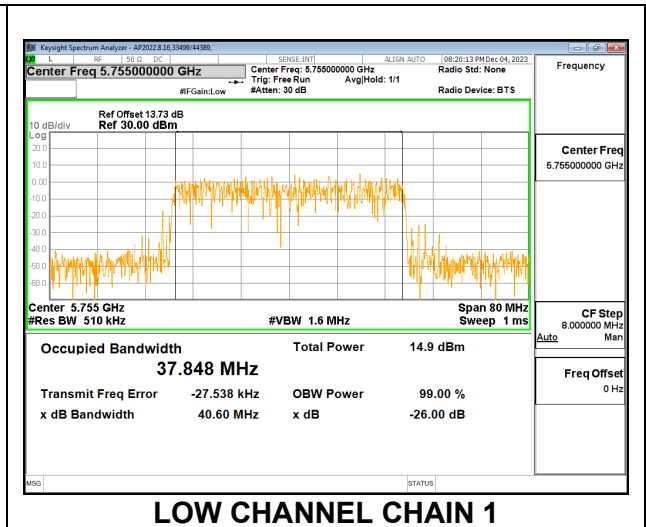 Keysight Spectrum Analyzer - AP2022.8.16,33499/44389,
L RF 50 Ω DC SENSE:INT ALIGN AUTO 08:20:13 PM Dec 04, 2023
Center Freq 5.755000000 GHz
Center Freq: 5.755000000 GHz
Radio Std: None
Trig: Free Run Avg|Hold: 1/1
#IFGain:Low #Atten: 30 dB Radio Device: BTS
Frequency
Ref Offset 13.73 dB
10 dB/div Ref 30.00 dBm
Log
20.0
10.0
0.00
-10.0
-20.0
-30.0
-40.0
-50.0
-60.0
Center 5.755 GHz Span 80 MHz
#Res BW 510 kHz #VBW 1.6 MHz Sweep 1 ms
Center Freq
5.755000000 GHz
CF Step
8.000000 MHz
Auto Man
Freq Offset
0 Hz
Occupied Bandwidth Total Power 14.9 dBm
37.848 MHz
Transmit Freq Error -27.538 kHz OBW Power 99.00 %
x dB Bandwidth 40.60 MHz x dB -26.00 dB
MSG STATUS
LOW CHANNEL CHAIN 1